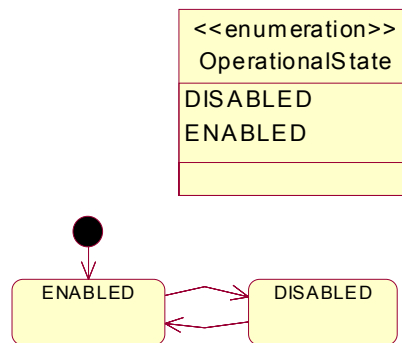 <<enumeration>>
OperationalState
DISABLED
ENABLED
ENABLED
DISABLED